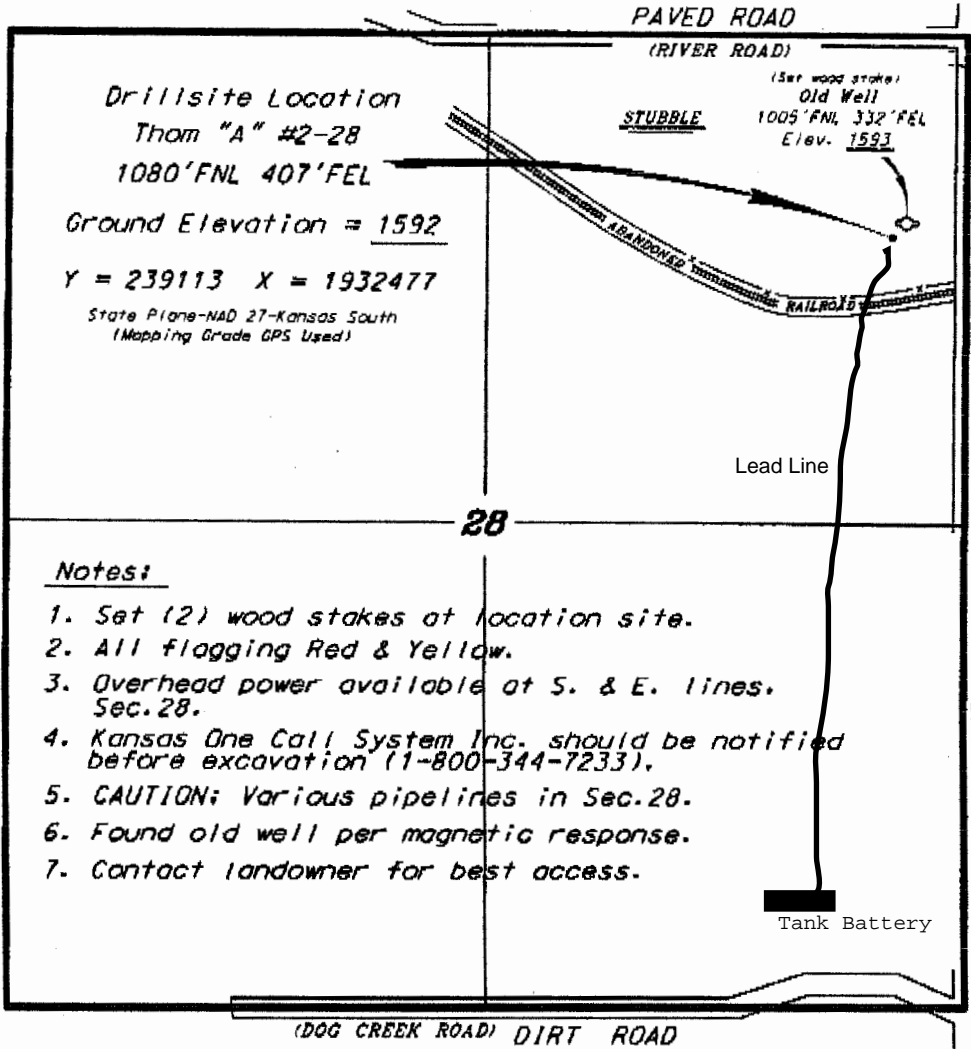 PAVED ROAD
(RIVER ROAD)
Drillsite Location
Thom "A" #2-28
1080'FNL 407'FEL
Ground Elevation = 1592
Y = 239113 X = 1932477
State Plane-NAD 27-Kansas South
(Mapping Grade GPS Used)
STUBBLE
(Set wood stake)
Old Well
1005'FNL 332'FEL
Elev. 1593
ABANDONED
RAILROAD
Lead Line
28
Notes:
1. Set (2) wood stakes at location site.
2. All flagging Red & Yellow.
3. Overhead power available at S. & E. lines.
Sec.28.
4. Kansas One Call System Inc. should be notified
before excavation (1-800-344-7233).
5. CAUTION: Various pipelines in Sec.28.
6. Found old well per magnetic response.
7. Contact landowner for best access.
Tank Battery
(DOG CREEK ROAD) DIRT ROAD